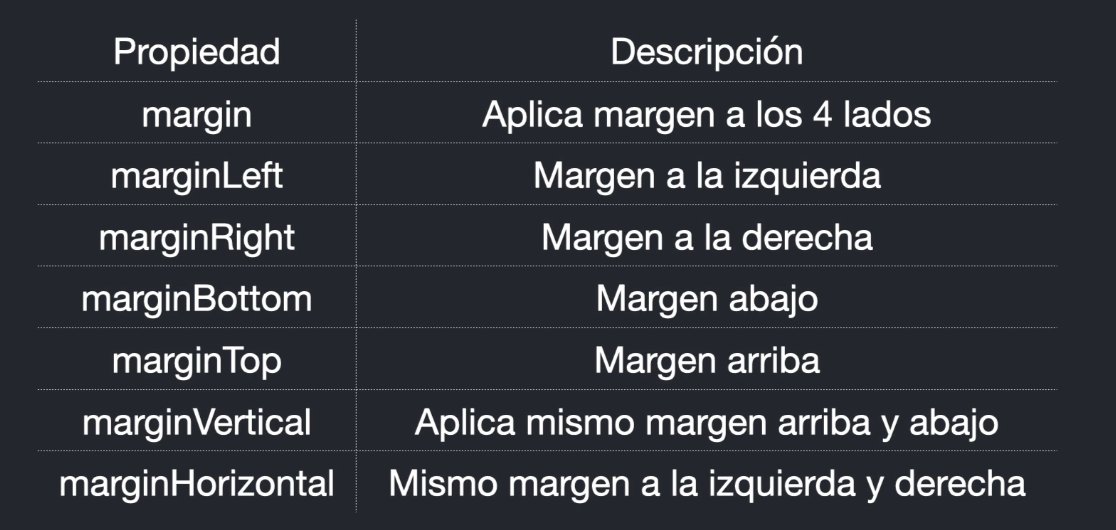 Propiedad Descripción
margin Aplica margen a los 4 lados
marginLeft Margen a la izquierda
marginRight Margen a la derecha
marginBottom Margen abajo
marginTop Margen arriba
marginVertical Aplica mismo margen arriba y abajo
marginHorizontal Mismo margen a la izquierda y derecha